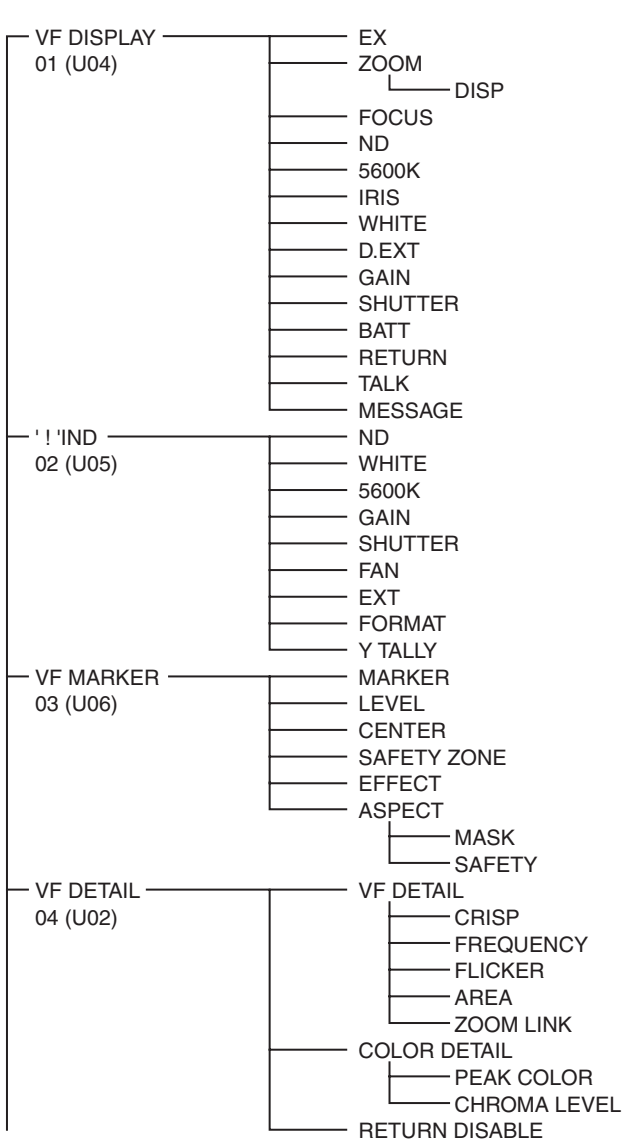 VF DISPLAY
01 (U04)
EX
ZOOM
DISP
FOCUS
ND
5600K
IRIS
WHITE
D.EXT
GAIN
SHUTTER
BATT
RETURN
TALK
MESSAGE
' ! 'IND
02 (U05)
ND
WHITE
5600K
GAIN
SHUTTER
FAN
EXT
FORMAT
Y TALLY
VF MARKER
03 (U06)
MARKER
LEVEL
CENTER
SAFETY ZONE
EFFECT
ASPECT
MASK
SAFETY
VF DETAIL
04 (U02)
VF DETAIL
CRISP
FREQUENCY
FLICKER
AREA
ZOOM LINK
COLOR DETAIL
PEAK COLOR
CHROMA LEVEL
RETURN DISABLE